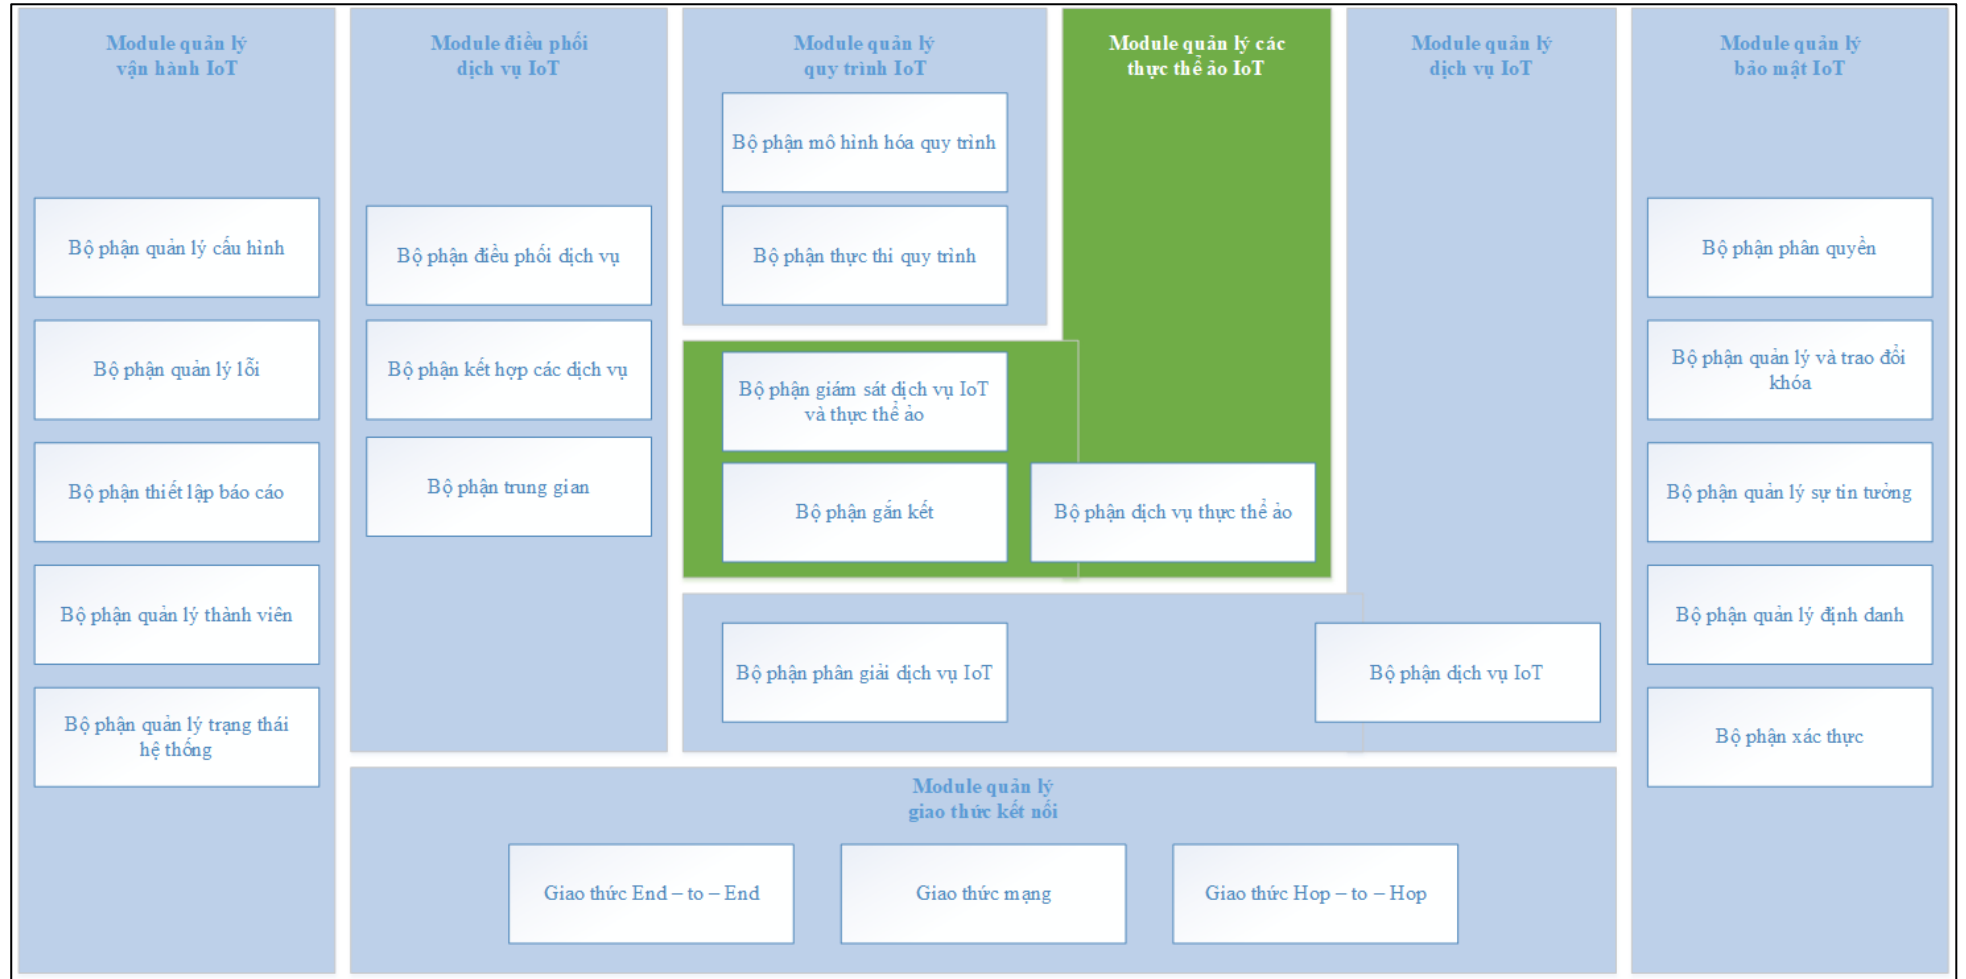 Module quản lý
vận hành IoT
Bộ phận quản lý cấu hình
Bộ phận quản lý lỗi
Bộ phận thiết lập báo cáo
Bộ phận quản lý thành viên
Bộ phận quản lý trạng thái
hệ thống
Module điều phối
dịch vụ IoT
Bộ phận điều phối dịch vụ
Bộ phận kết hợp các dịch vụ
Bộ phận trung gian
Module quản lý
quy trình IoT
Bộ phận mô hình hóa quy trình
Bộ phận thực thi quy trình
Module quản lý các
thực thể ảo IoT
Bộ phận giám sát dịch vụ IoT
và thực thể ảo
Bộ phận gắn kết
Bộ phận dịch vụ thực thể ảo
Module quản lý
dịch vụ IoT
Bộ phận phân giải dịch vụ IoT
Bộ phận dịch vụ IoT
Module quản lý
bảo mật IoT
Bộ phận phân quyền
Bộ phận quản lý và trao đổi
khóa
Bộ phận quản lý sự tin tưởng
Bộ phận quản lý định danh
Bộ phận xác thực
Module quản lý
giao thức kết nối
Giao thức End – to – End
Giao thức mạng
Giao thức Hop – to – Hop